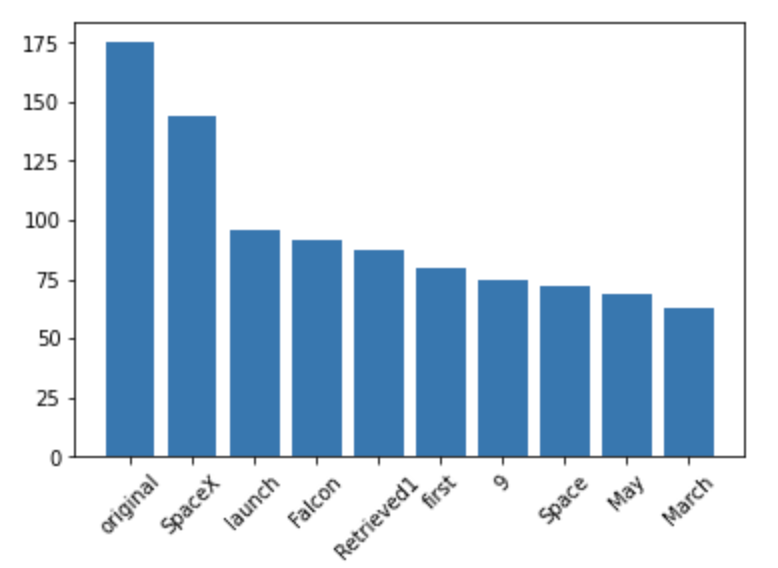 175
150
125
100
75
50
25
0
original
SpaceX
launch
Falcon
Retrieved1
first
9
Space
May
March